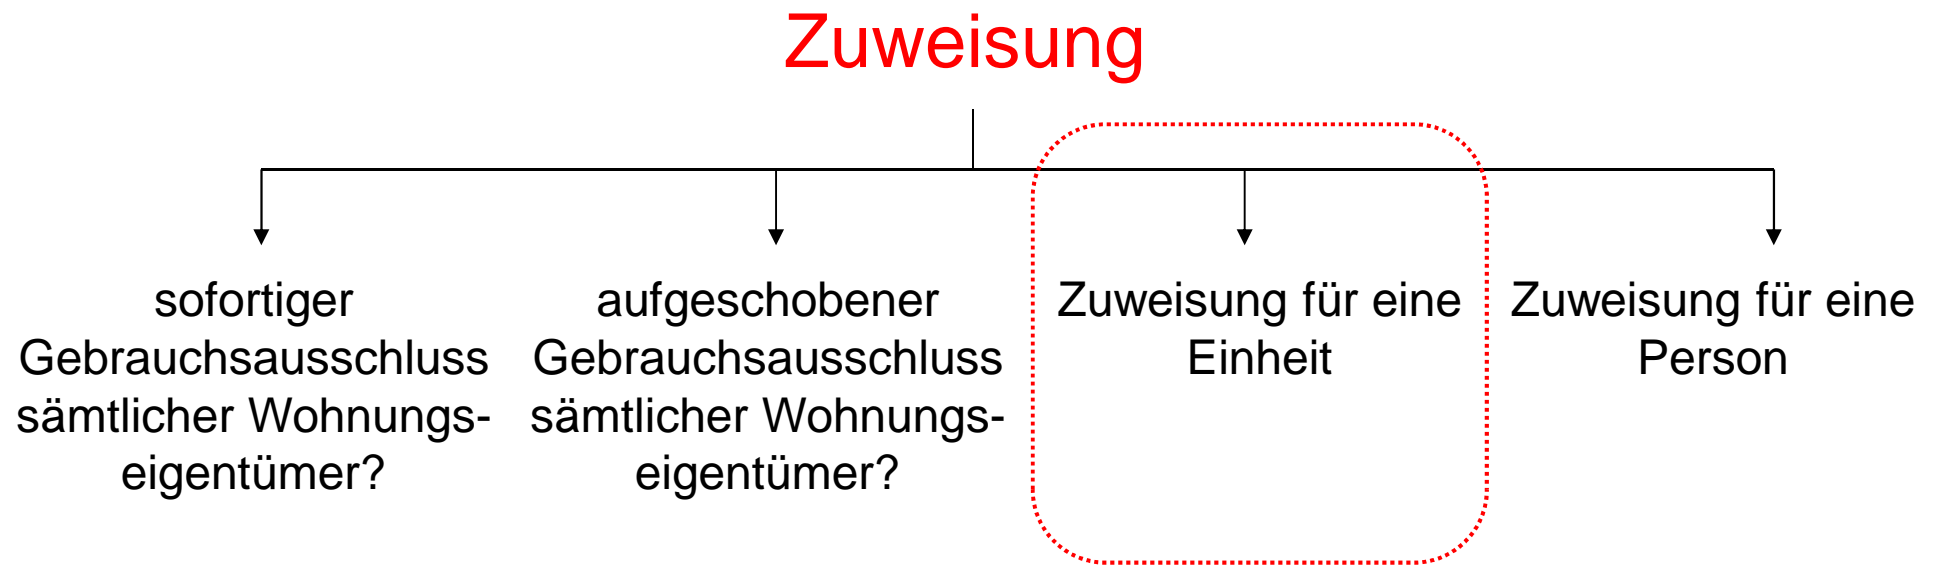 Zuweisung
sofortiger
Gebrauchsausschluss
sämtlicher Wohnungs-
eigentümer?
aufgeschobener
Gebrauchsausschluss
sämtlicher Wohnungs-
eigentümer?
Zuweisung für eine
Einheit
Zuweisung für eine
Person